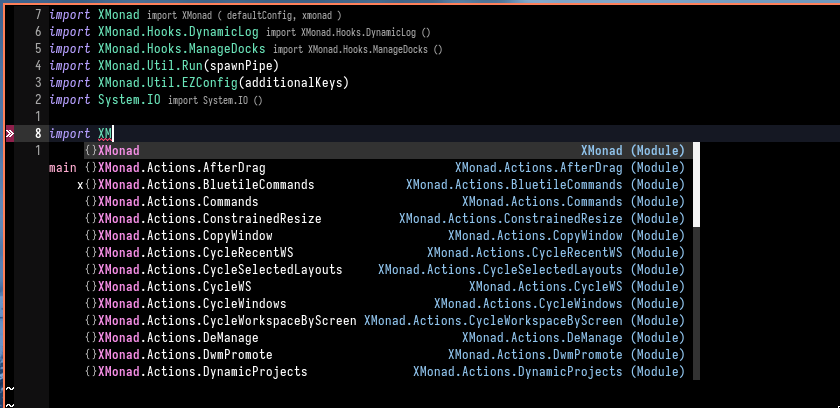 7 import XMonad import XMonad ( defaultConfig, xmonad )
6 import XMonad.Hooks.DynamicLog import XMonad.Hooks.DynamicLog ()
5 import XMonad.Hooks.ManageDocks import XMonad.Hooks.ManageDocks ()
4 import XMonad.Util.Run(spawnPipe)
3 import XMonad.Util.EZConfig(additionalKeys)
2 import System.IO import System.IO ()
1
» 8 import XM
1 {}XMonad XMonad (Module)
main {}XMonad.Actions.AfterDrag XMonad.Actions.AfterDrag (Module)
x{}XMonad.Actions.BluetileCommands XMonad.Actions.BluetileCommands (Module)
{}XMonad.Actions.Commands XMonad.Actions.Commands (Module)
{}XMonad.Actions.ConstrainedResize XMonad.Actions.ConstrainedResize (Module)
{}XMonad.Actions.CopyWindow XMonad.Actions.CopyWindow (Module)
{}XMonad.Actions.CycleRecentWS XMonad.Actions.CycleRecentWS (Module)
{}XMonad.Actions.CycleSelectedLayouts XMonad.Actions.CycleSelectedLayouts (Module)
{}XMonad.Actions.CycleWS XMonad.Actions.CycleWS (Module)
{}XMonad.Actions.CycleWindows XMonad.Actions.CycleWindows (Module)
{}XMonad.Actions.CycleWorkspaceByScreen XMonad.Actions.CycleWorkspaceByScreen (Module)
{}XMonad.Actions.DeManage XMonad.Actions.DeManage (Module)
{}XMonad.Actions.DwmPromote XMonad.Actions.DwmPromote (Module)
{}XMonad.Actions.DynamicProjects XMonad.Actions.DynamicProjects (Module)
~
~